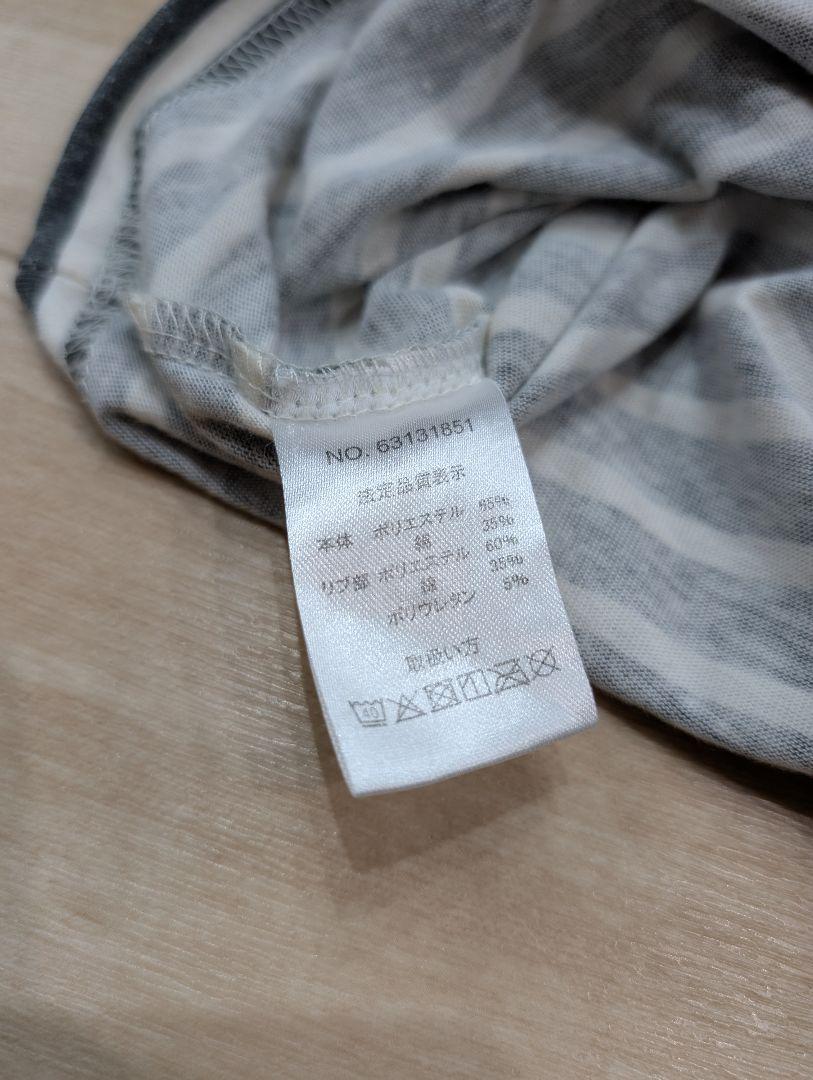 NO. 63131851
法定品質表示
本体 ポリエステル 65%
綿 35%
リブ部 ポリエステル 60%
綿 35%
ポリウレタン 5%
取扱い方
40